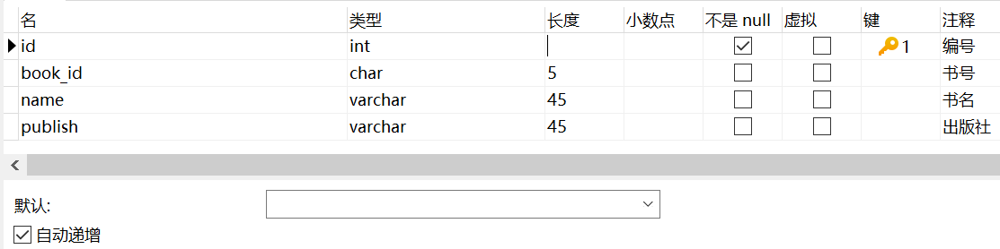 名 类型 长度 小数点 不是 null 虚拟 键 注释
id int 1 编号
book_id char 5 书号
name varchar 45 书名
publish varchar 45 出版社
默认:
自动递增